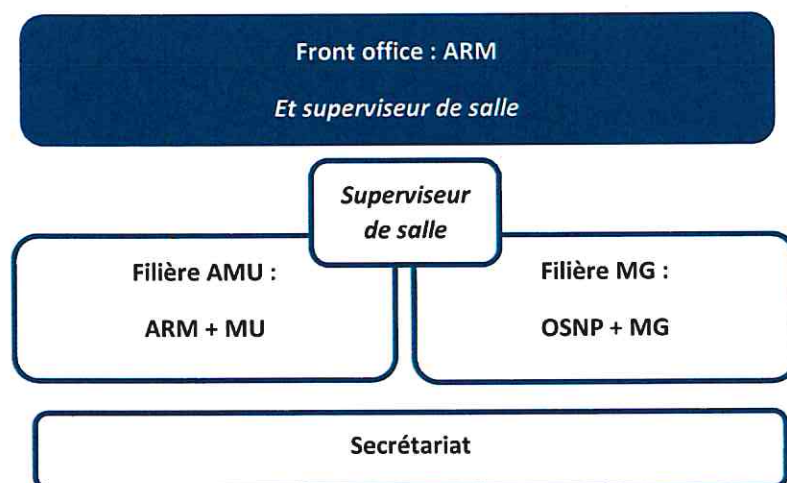 Front office : ARM
Et superviseur de salle
Superviseur
de salle
Filière AMU :
ARM + MU
Filière MG :
OSNP + MG
Secrétariat